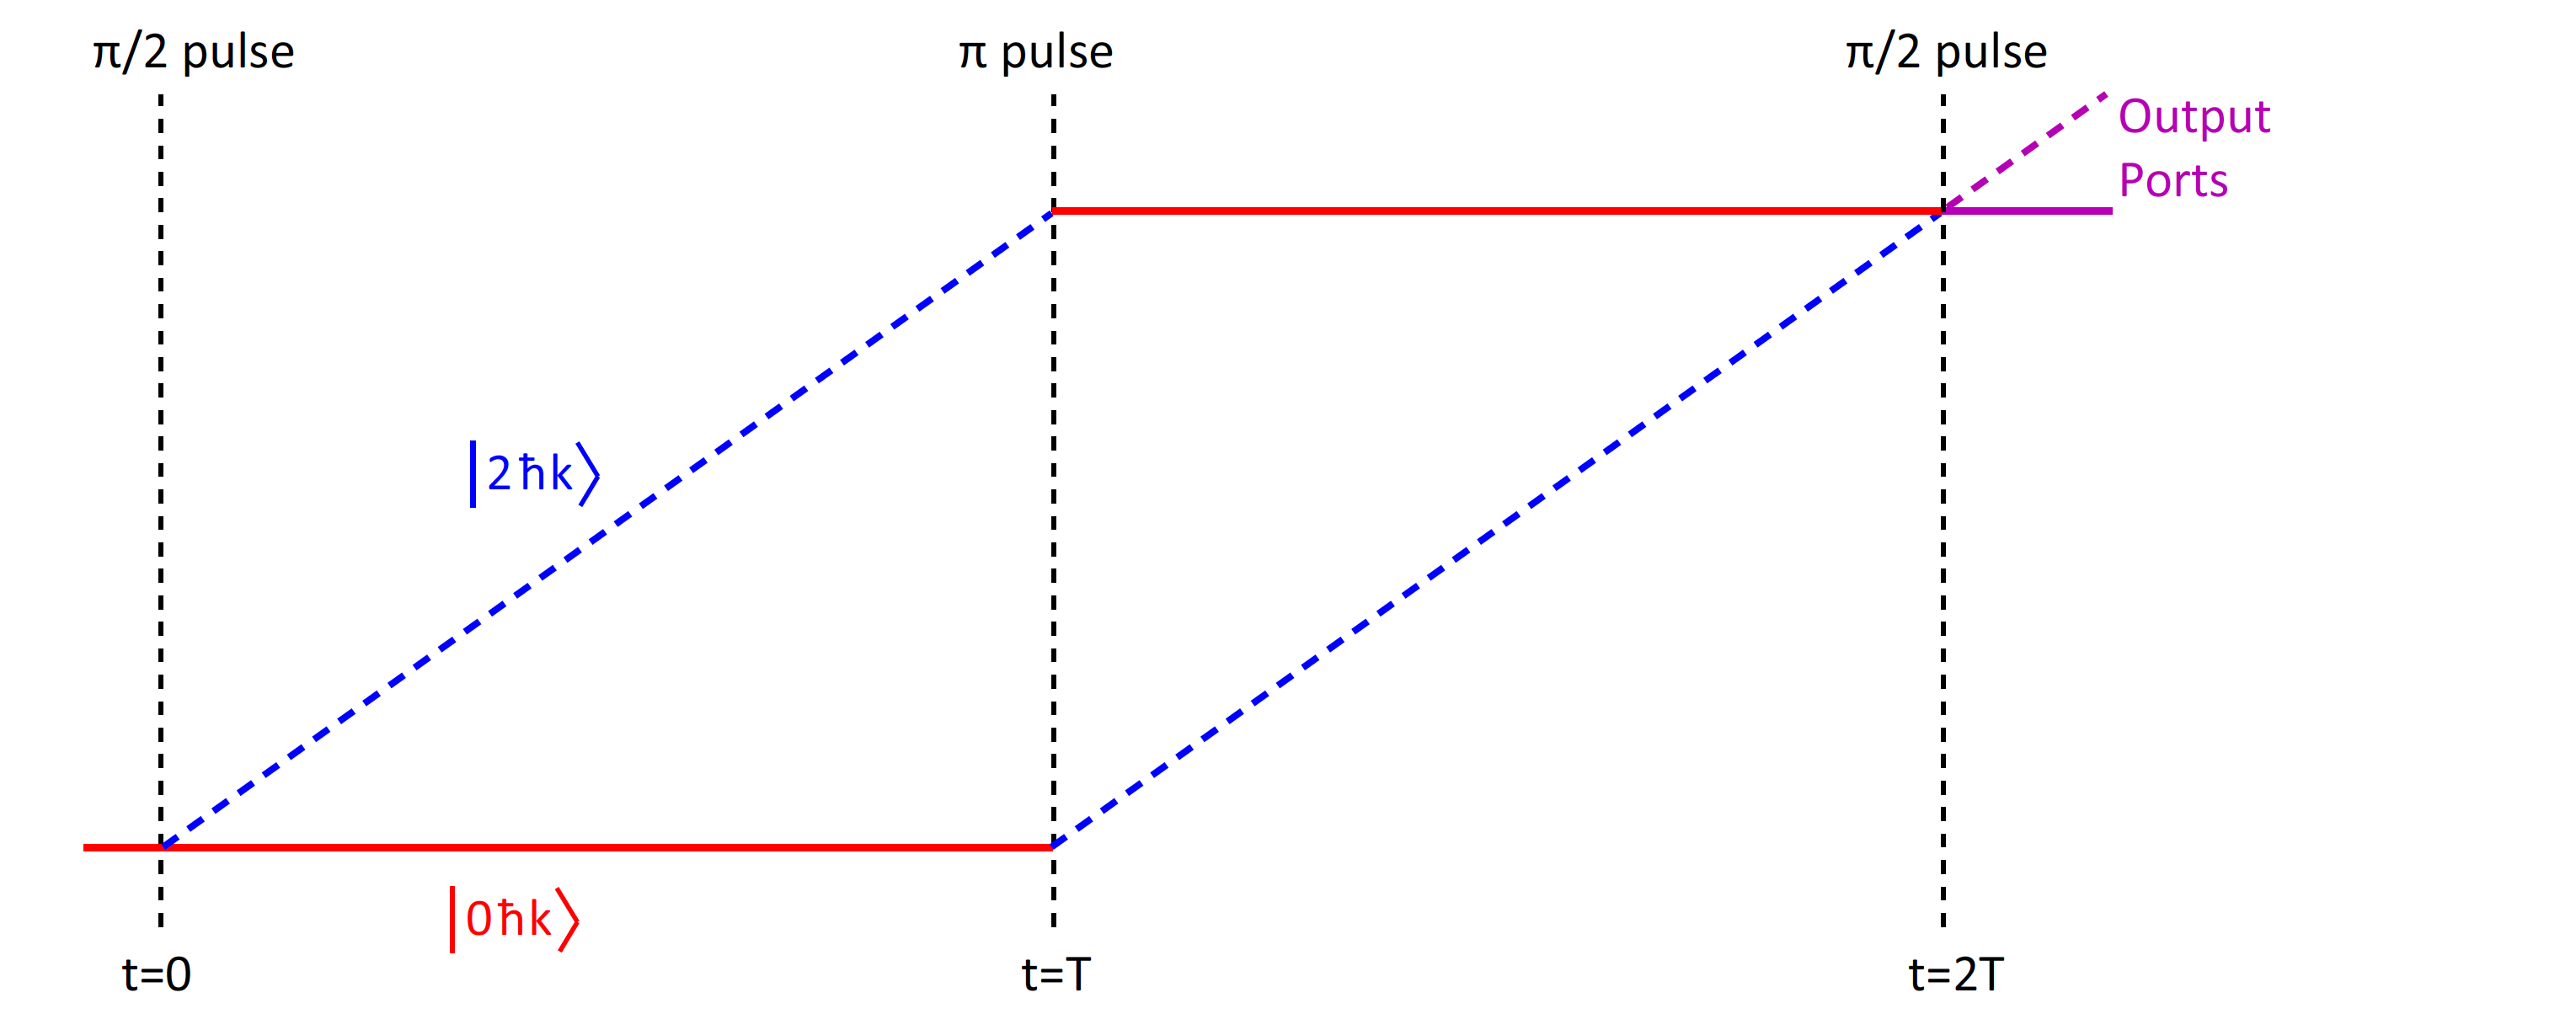 π/2 pulse
π pulse
π/2 pulse
Output
Ports
|2ħk⟩
|0ħk⟩
t=0
t=T
t=2T